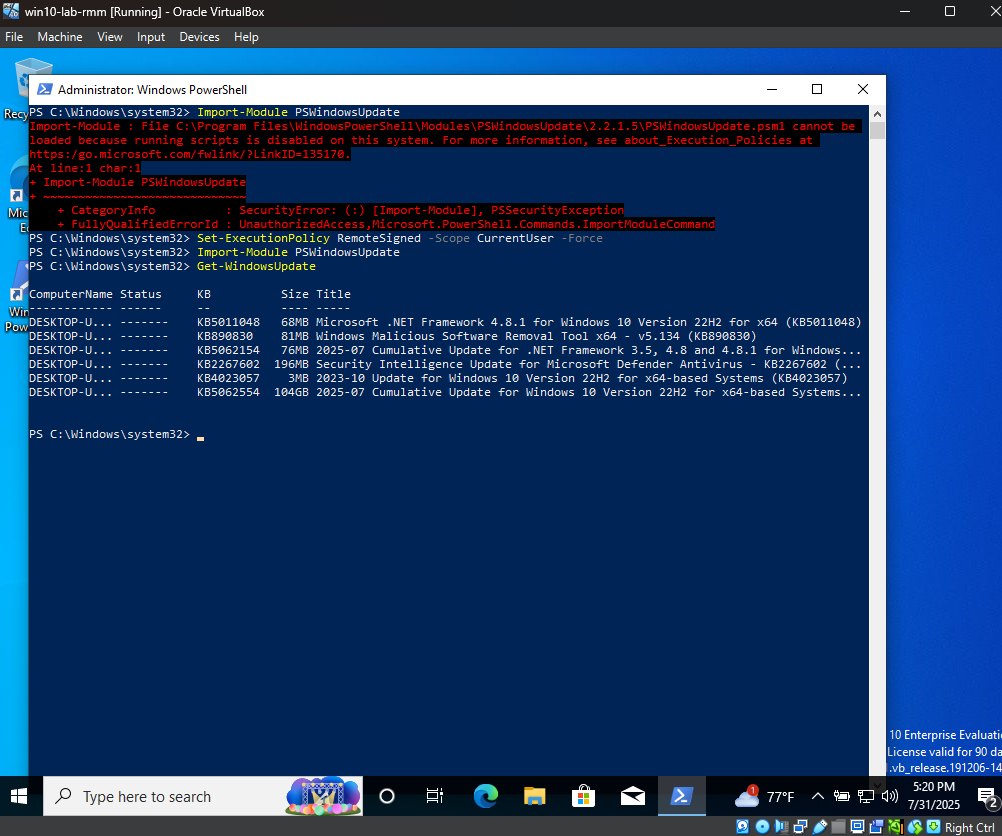 win10-lab-rmm [Running] - Oracle VirtualBox
File Machine View Input Devices Help
Administrator: Windows PowerShell
PS C:\Windows\system32> Import-Module PSWindowsUpdate
Import-Module : File C:\Program Files\WindowsPowerShell\Modules\PSWindowsUpdate\2.2.1.5\PSWindowsUpdate.psm1 cannot be
loaded because running scripts is disabled on this system. For more information, see about_Execution_Policies at
https:/go.microsoft.com/fwlink/?LinkID=135170.
At line:1 char:1
+ Import-Module PSWindowsUpdate
+ ~~~~~~~~~~~~~~~~~~~~~~~~~~~~~
+ CategoryInfo : SecurityError: (:) [Import-Module], PSSecurityException
+ FullyQualifiedErrorId : UnauthorizedAccess,Microsoft.PowerShell.Commands.ImportModuleCommand
PS C:\Windows\system32> Set-ExecutionPolicy RemoteSigned -Scope CurrentUser -Force
PS C:\Windows\system32> Import-Module PSWindowsUpdate
PS C:\Windows\system32> Get-WindowsUpdate
ComputerName Status KB Size Title
------------ ------ -- ---- -----
DESKTOP-U... ------- KB5011048 68MB Microsoft .NET Framework 4.8.1 for Windows 10 Version 22H2 for x64 (KB5011048)
DESKTOP-U... ------- KB890830 81MB Windows Malicious Software Removal Tool x64 - v5.134 (KB890830)
DESKTOP-U... ------- KB5062154 76MB 2025-07 Cumulative Update for .NET Framework 3.5, 4.8 and 4.8.1 for Windows...
DESKTOP-U... ------- KB2267602 196MB Security Intelligence Update for Microsoft Defender Antivirus - KB2267602 (...
DESKTOP-U... ------- KB4023057 3MB 2023-10 Update for Windows 10 Version 22H2 for x64-based Systems (KB4023057)
DESKTOP-U... ------- KB5062554 104GB 2025-07 Cumulative Update for Windows 10 Version 22H2 for x64-based Systems...
PS C:\Windows\system32>
Recy
Mic
E
Win
Pow
10 Enterprise Evaluati
License valid for 90 da
.vb_release.191206-14
Type here to search
1
77°F
5:20 PM
7/31/2025
2
Right Ctrl